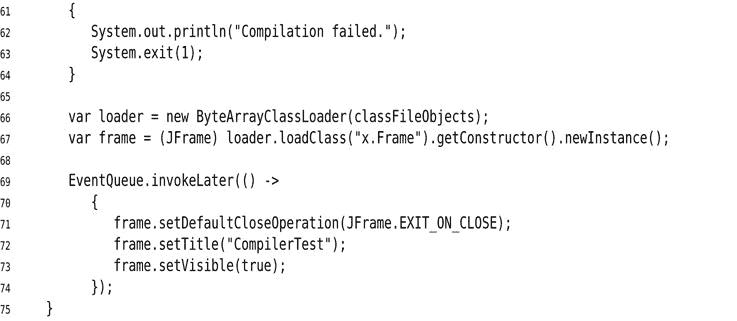 61 {
62 System.out.println("Compilation failed.");
63 System.exit(1);
64 }
65
66 var loader = new ByteArrayClassLoader(classFileObjects);
67 var frame = (JFrame) loader.loadClass("x.Frame").getConstructor().newInstance();
68
69 EventQueue.invokeLater(() ->
70 {
71 frame.setDefaultCloseOperation(JFrame.EXIT_ON_CLOSE);
72 frame.setTitle("CompilerTest");
73 frame.setVisible(true);
74 });
75 }